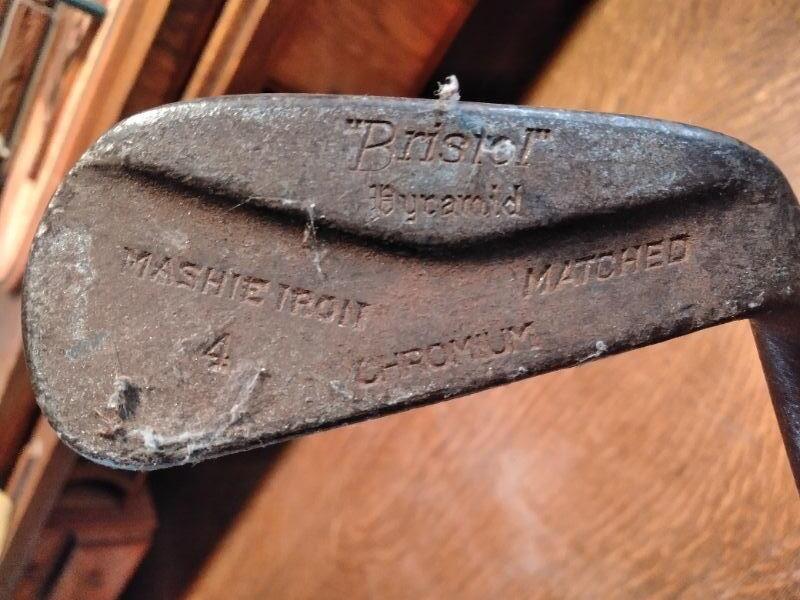 "Bristol"
Pyramid
MASHIE IRON
MATCHED
4
CHROMIUM